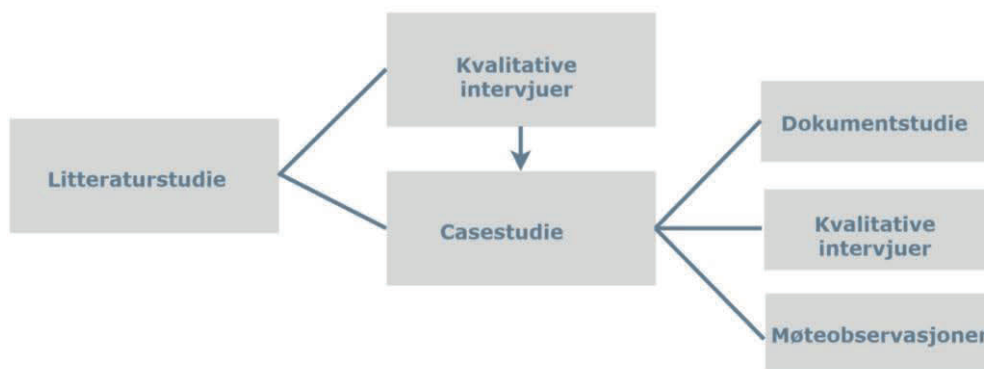 Litteraturstudie
Kvalitative
intervjuer
Casestudie
Dokumentstudie
Kvalitative
intervjuer
Møteobservasjoner